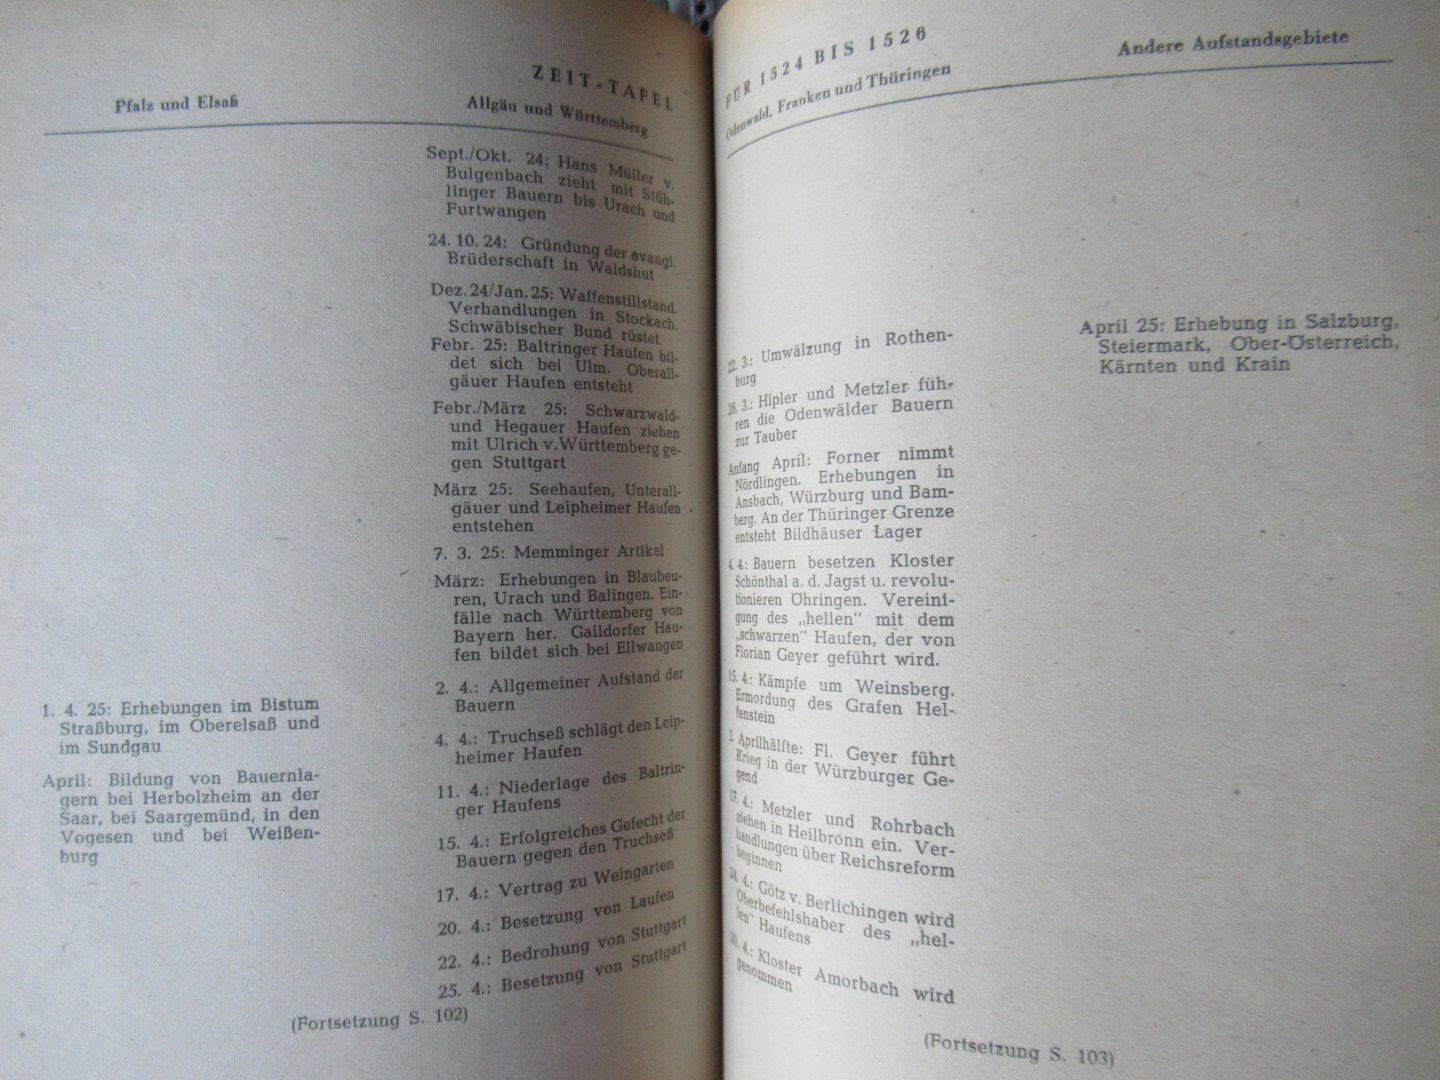 ZEIT-TAFEL
Pfalz und Elsaß
Allgäu und Württemberg
1. 4. 25: Erhebungen im Bistum
Straßburg, im Oberelsaß und
im Sundgau
April: Bildung von Bauernla-
gern bei Herbolzheim an der
Saar, bei Saargemünd, in den
Vogesen und bei Weißen-
burg
Sept./Okt. 24: Hans Müller v.
Bulgenbach zieht mit Stüh-
linger Bauern bis Urach und
Furtwangen
24. 10. 24: Gründung der evangl.
Brüderschaft in Waldshut
Dez. 24/Jan. 25: Waffenstillstand.
Verhandlungen in Stockach.
Schwäbischer Bund rüstet
Febr. 25: Baltringer Haufen bil-
det sich bei Ulm. Oberall-
gäuer Haufen entsteht
Febr./März 25: Schwarzwald-
und Hegauer Haufen ziehen
mit Ulrich v. Württemberg ge-
gen Stuttgart
März 25: Seehaufen, Unterall-
gäuer und Leipheimer Haufen
entstehen
7. 3. 25: Memminger Artikel
März: Erhebungen in Blaubeu-
ren, Urach und Balingen. Ein-
fälle nach Württemberg von
Bayern her. Gaildorfer Hau-
fen bildet sich bei Ellwangen
2. 4.: Allgemeiner Aufstand der
Bauern
4. 4.: Truchseß schlägt den Leip-
heimer Haufen
11. 4.: Niederlage des Baltrin-
ger Haufens
15. 4.: Erfolgreiches Gefecht der
Bauern gegen den Truchseß
17. 4.: Vertrag zu Weingarten
20. 4.: Besetzung von Laufen
22. 4.: Bedrohung von Stuttgart
25. 4.: Besetzung von Stuttgart
(Fortsetzung S. 102)
FÜR 1524 BIS 1526
Odenwald, Franken und Thüringen
Andere Aufstandsgebiete
22. 3.: Umwälzung in Rothen-
burg
26. 3.: Hipler und Metzler füh-
ren die Odenwälder Bauern
zur Tauber
Anfang April: Forner nimmt
Nördlingen. Erhebungen in
Ansbach, Würzburg und Bam-
berg. An der Thüringer Grenze
entsteht Bildhäuser Lager
4. 4.: Bauern besetzen Kloster
Schönthal a. d. Jagst u. revolu-
tionieren Öhringen. Vereini-
gung des „hellen" mit dem
„schwarzen" Haufen, der von
Florian Geyer geführt wird.
15. 4.: Kämpfe um Weinsberg.
Ermordung des Grafen Hel-
fenstein
2. Aprilhälfte: Fl. Geyer führt
Krieg in der Würzburger Ge-
gend
17. 4.: Metzler und Rohrbach
ziehen in Heilbrönn ein. Ver-
handlungen über Reichsreform
beginnen
24. 4.: Götz v. Berlichingen wird
Oberbefehlshaber des „hel-
len" Haufens
30. 4.: Kloster Amorbach wird
genommen
April 25: Erhebung in Salzburg,
Steiermark, Ober-Österreich,
Kärnten und Krain
(Fortsetzung S. 103)